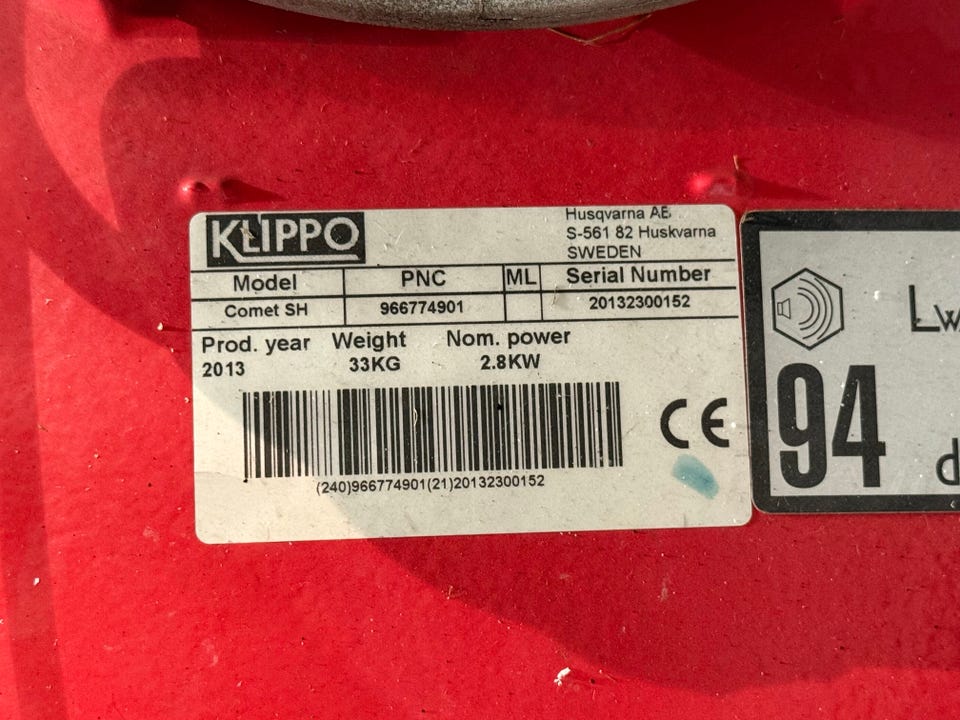 KLIPPO
Husqvarna AB
S-561 82 Huskvarna
SWEDEN
Model PNC ML Serial Number
Comet SH 966774901 20132300152
Prod. year Weight Nom. power
2013 33KG 2.8KW
(240)966774901(21)20132300152
CE
Lw
94
d